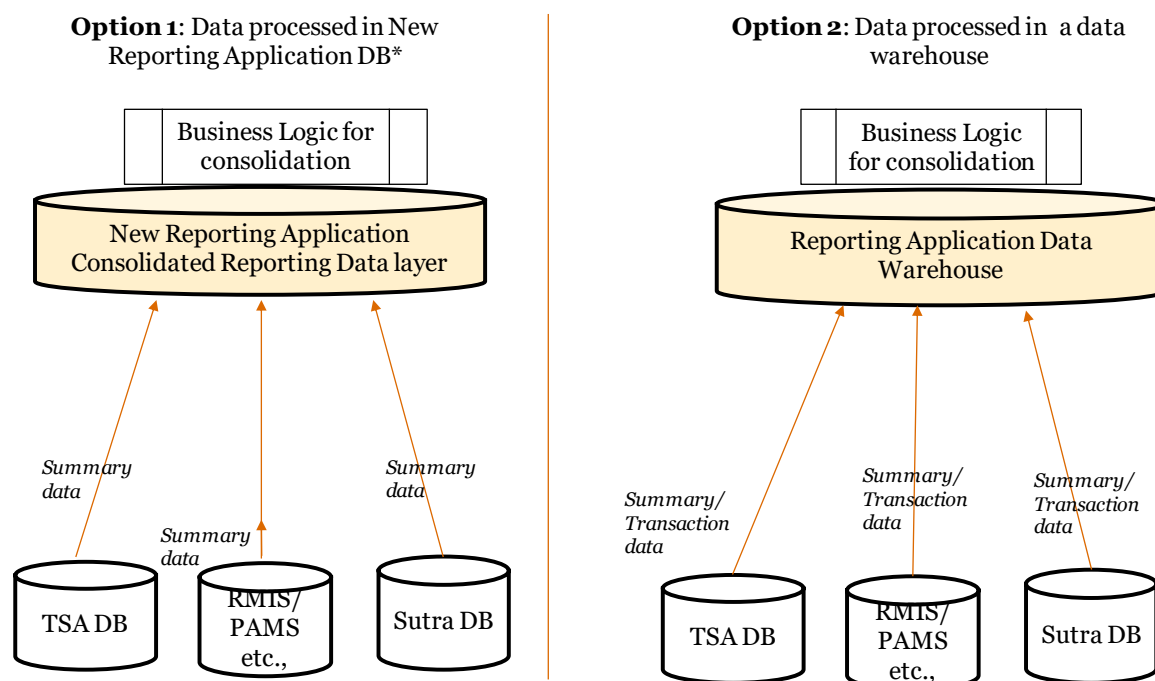 Option 1: Data processed in New
Reporting Application DB*
Business Logic for
consolidation
New Reporting Application
Consolidated Reporting Data layer
Summary
data
Summary
data
Summary
data
TSA DB
RMIS/
PAMS
etc.,
Sutra DB
Option 2: Data processed in a data
warehouse
Business Logic
for consolidation
Reporting Application Data
Warehouse
Summary/
Transaction
data
Summary/
Transaction
data
Summary/
Transaction
data
TSA DB
RMIS/
PAMS
etc.,
Sutra DB